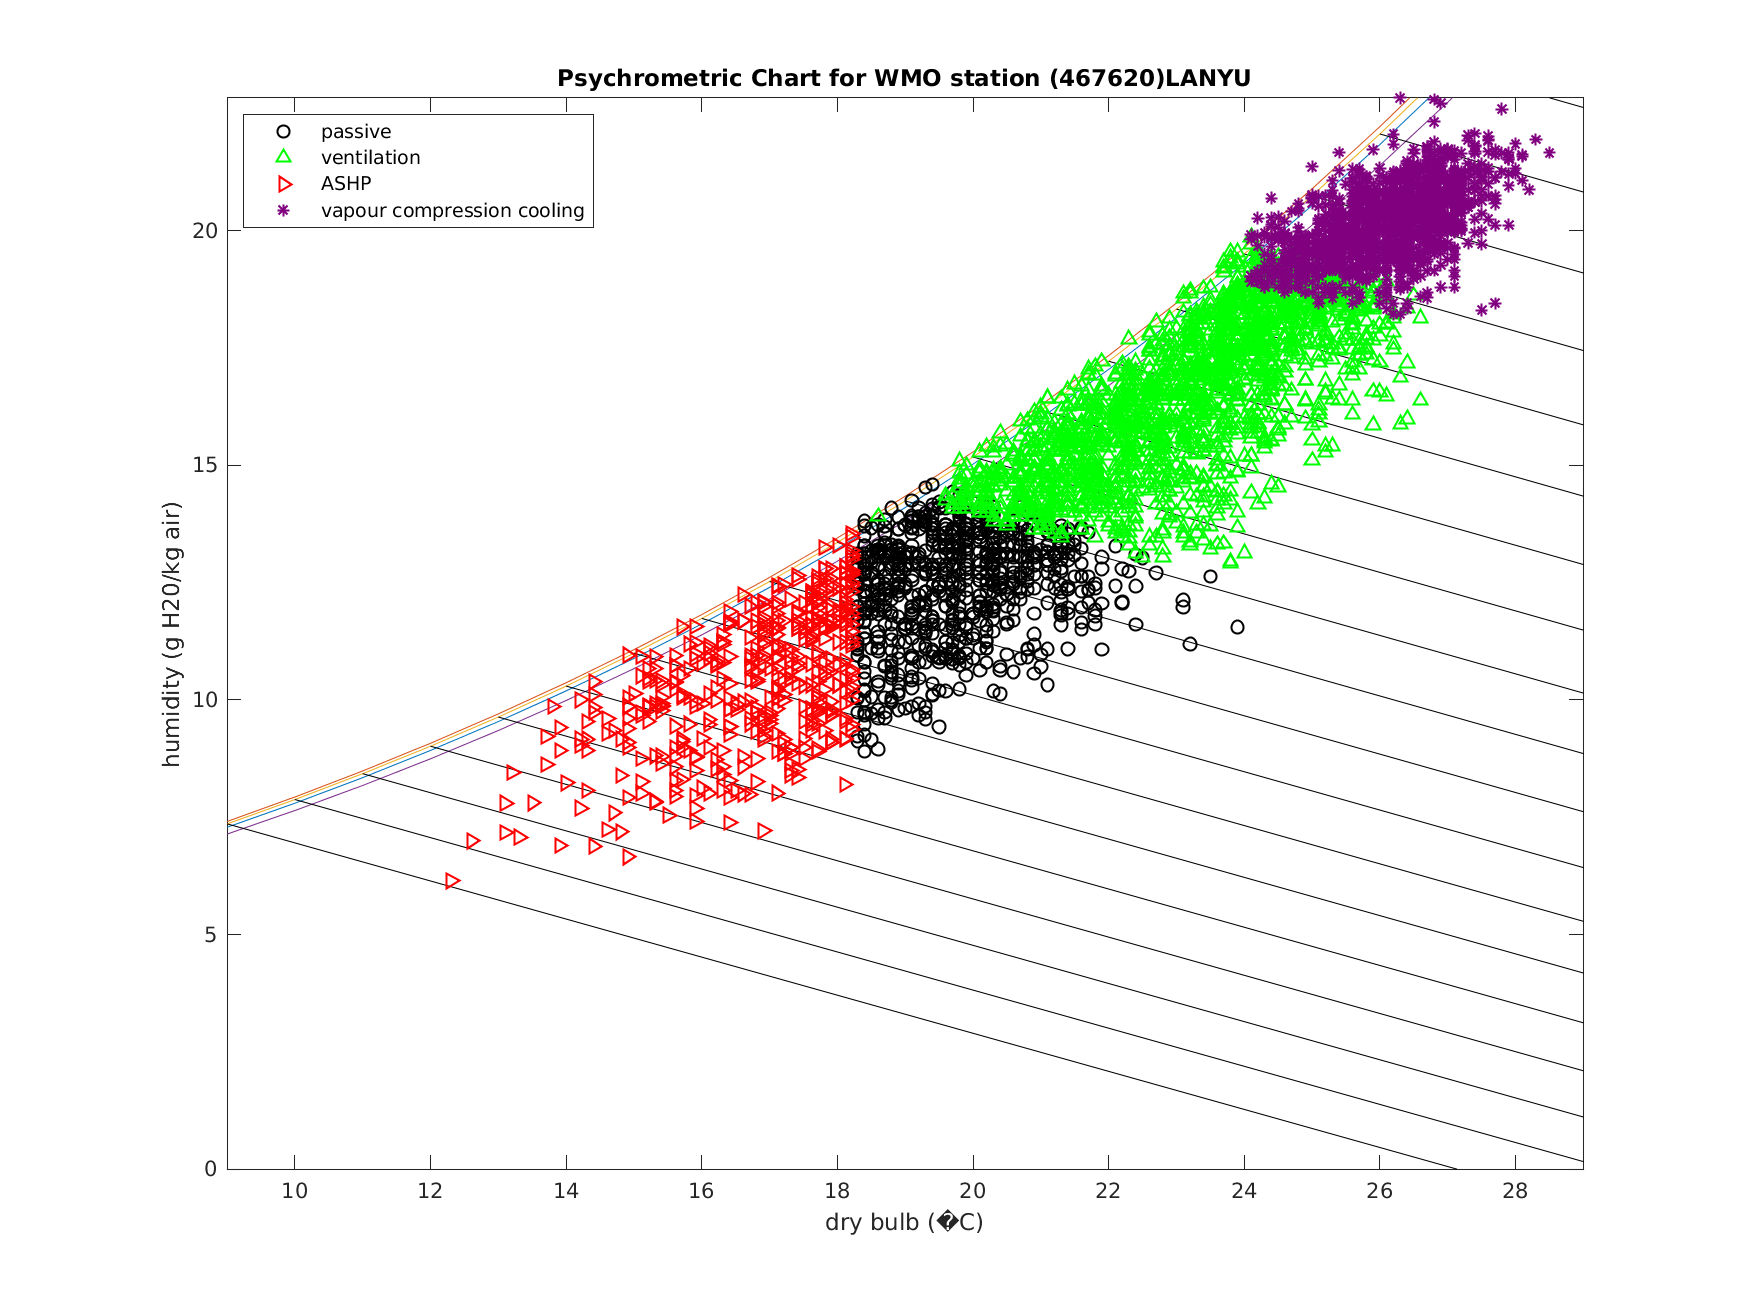 Psychrometric Chart for WMO station (467620)LANYU
passive
ventilation
ASHP
vapour compression cooling
humidity (g H20/kg air)
20
15
10
5
0
10 12 14 16 18 20 22 24 26 28
dry bulb (�C)